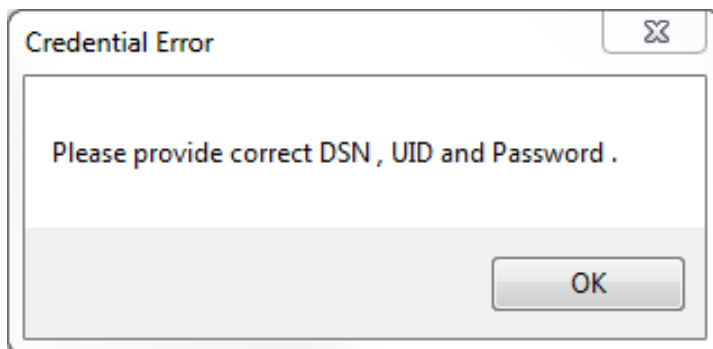 Credential Error
Please provide correct DSN , UID and Password .
OK